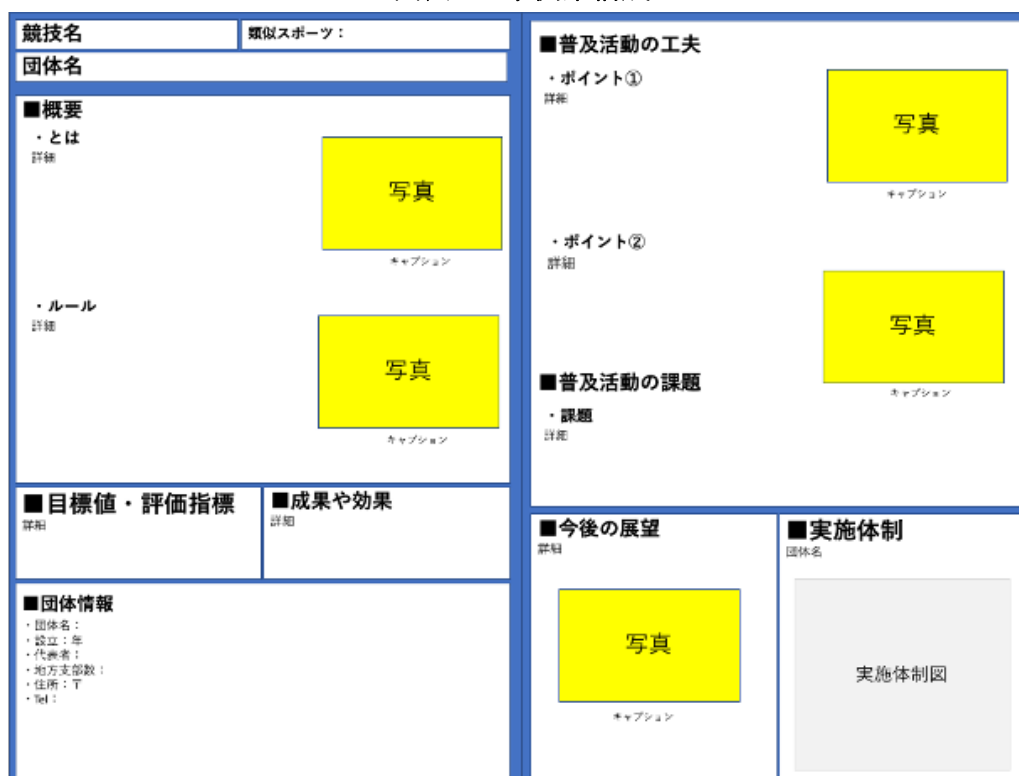 競技名
類似スポーツ：
団体名
■概要
・とは
詳細
写真
キャプション
・ルール
詳細
写真
キャプション
■目標値・評価指標
詳細
■成果や効果
詳細
■団体情報
・団体名：
・設立：年
・代表者：
・地方支部数：
・住所：〒
・Tel：
■普及活動の工夫
・ポイント①
詳細
写真
キャプション
・ポイント②
詳細
写真
キャプション
■普及活動の課題
・課題
詳細
■今後の展望
詳細
写真
キャプション
■実施体制
団体名
実施体制図